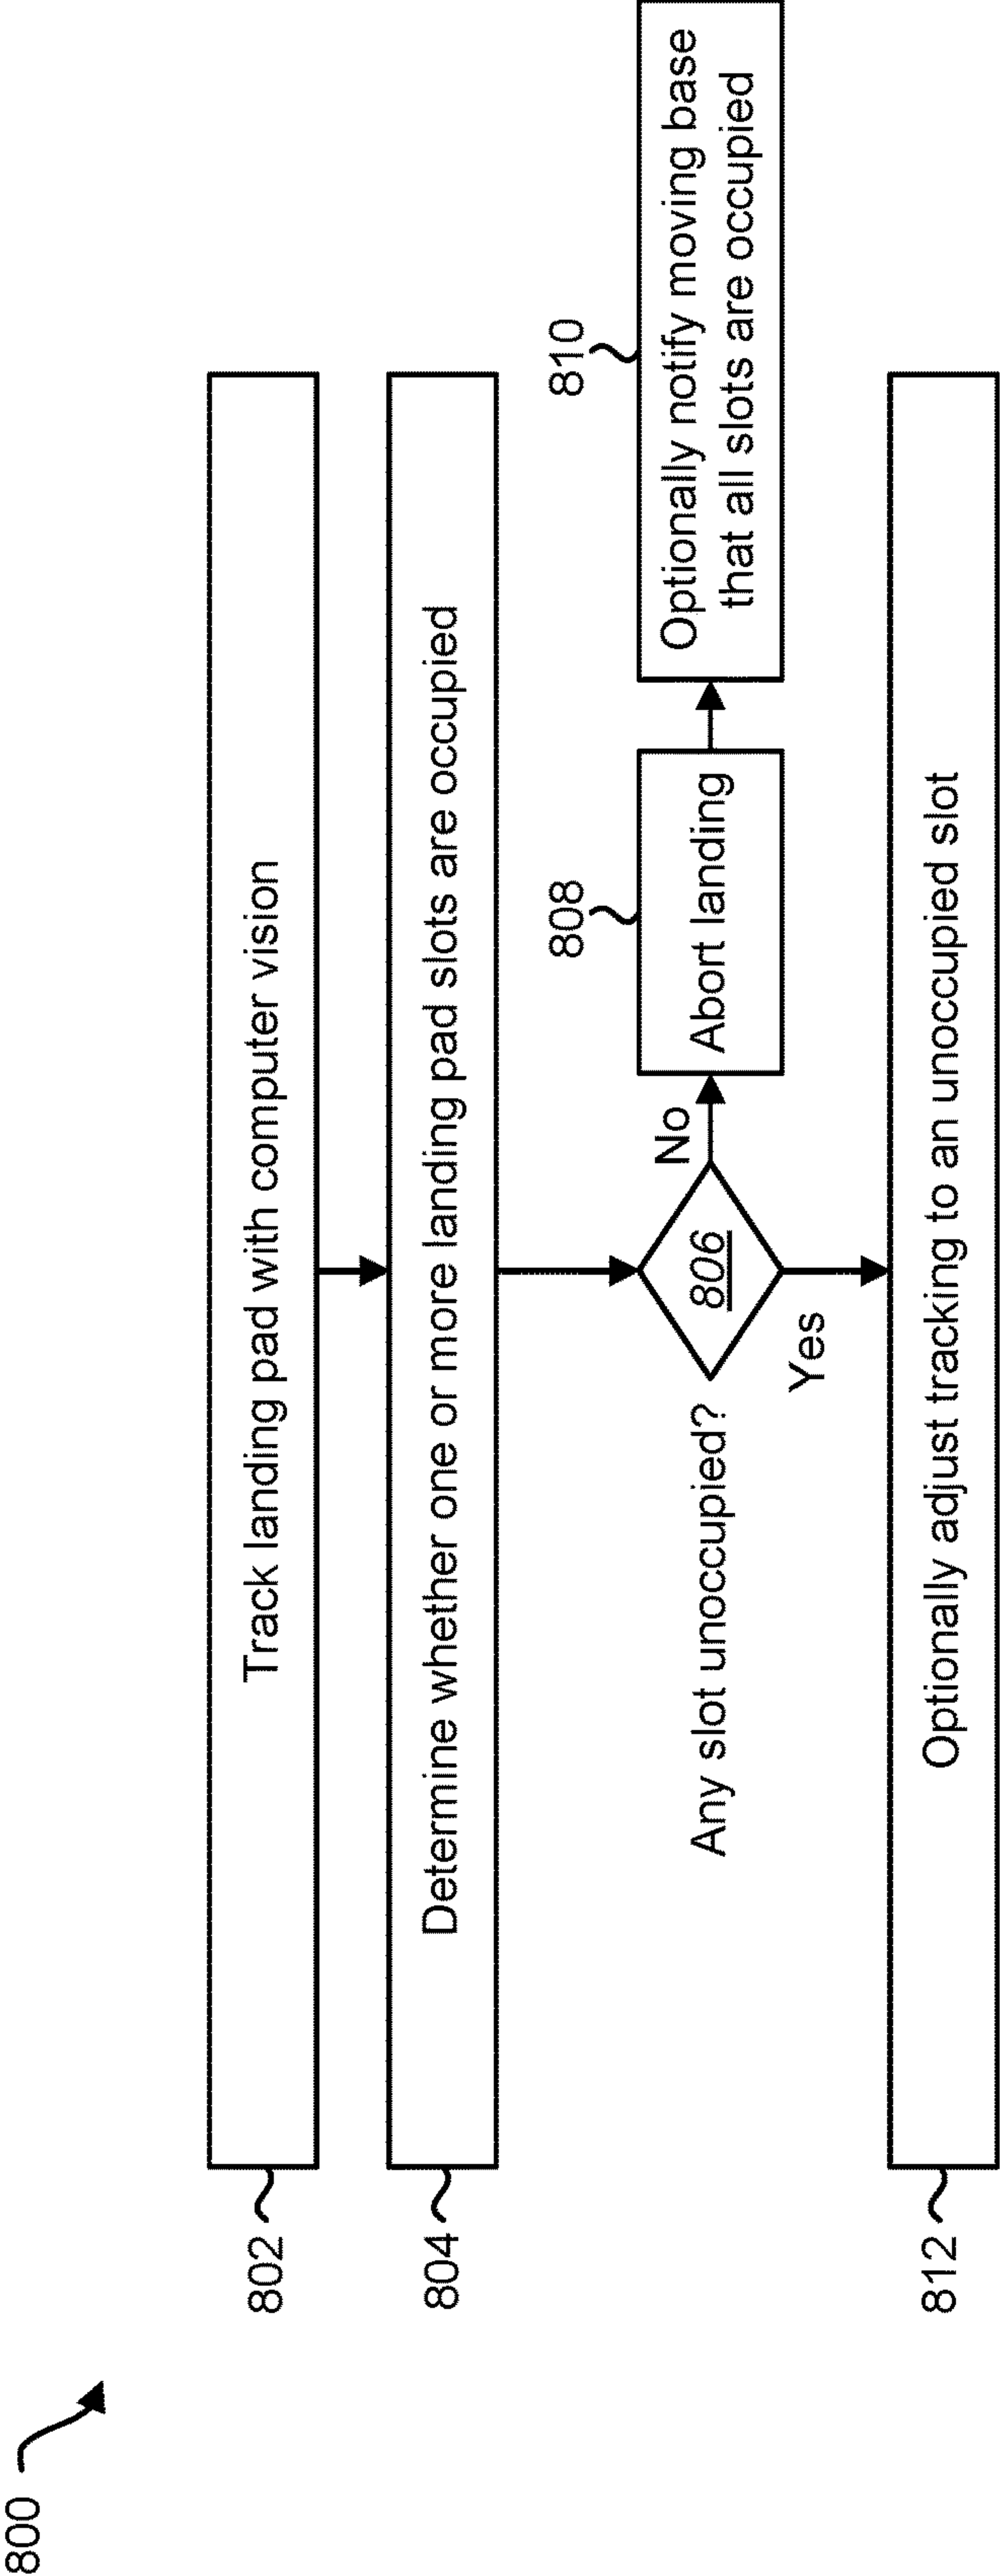 800
802
Track landing pad with computer vision
804
Determine whether one or more landing pad slots are occupied
Any slot unoccupied?
806
No
808
Abort landing
810
Optionally notify moving base
that all slots are occupied
Yes
812
Optionally adjust tracking to an unoccupied slot